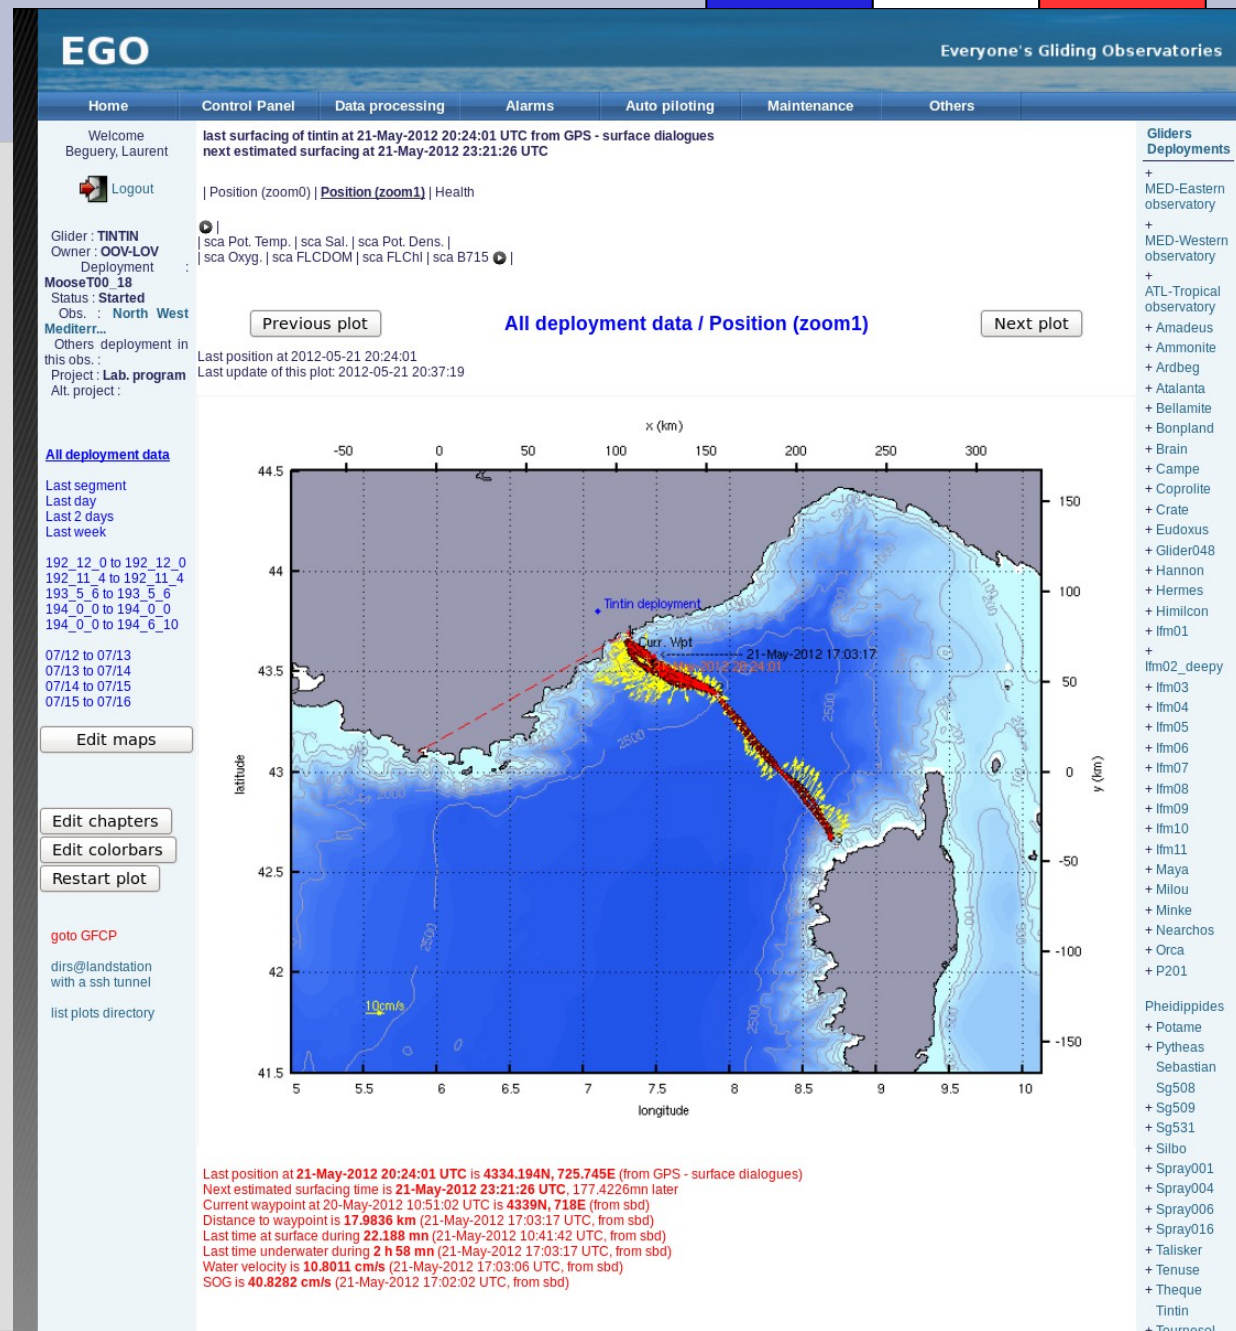 EGO
Everyone's Gliding Observatories
Home Control Panel Data processing Alarms Auto piloting Maintenance Others
Welcome
Beguery, Laurent
Logout
Glider : TINTIN
Owner : OOV-LOV
Deployment :
MooseT00_18
Status : Started
Obs. : North West
Mediterr...
Others deployment in
this obs. :
Project : Lab. program
Alt. project :
All deployment data
Last segment
Last day
Last 2 days
Last week
192_12_0 to 192_12_0
192_11_4 to 192_11_4
193_5_6 to 193_5_6
194_0_0 to 194_0_0
194_0_0 to 194_6_10
07/12 to 07/13
07/13 to 07/14
07/14 to 07/15
07/15 to 07/16
Edit maps
Edit chapters
Edit colorbars
Restart plot
goto GFCP
dirs@landstation
with a ssh tunnel
list plots directory
last surfacing of tintin at 21-May-2012 20:24:01 UTC from GPS - surface dialogues
next estimated surfacing at 21-May-2012 23:21:26 UTC
| Position (zoom0) | Position (zoom1) | Health
|
| sca Pot. Temp. | sca Sal. | sca Pot. Dens. |
| sca Oxyg. | sca FLCDOM | sca FLChl | sca B715 |
Previous plot
All deployment data / Position (zoom1)
Next plot
Last position at 2012-05-21 20:24:01
Last update of this plot: 2012-05-21 20:37:19
x (km)
-50 0 50 100 150 200 250 300
44.5
44
43.5
43
42.5
42
41.5
latitude
150
100
50
0
-50
-100
-150
y (km)
Tintin deployment
Curr. Wpt
21-May-2012 17:03:17
21-May-2012 20:24:01
2500
2500
2500
2500
10cm/s
5 5.5 6 6.5 7 7.5 8 8.5 9 9.5 10
longitude
Last position at 21-May-2012 20:24:01 UTC is 4334.194N, 725.745E (from GPS - surface dialogues)
Next estimated surfacing time is 21-May-2012 23:21:26 UTC, 177.4226mn later
Current waypoint at 20-May-2012 10:51:02 UTC is 4339N, 718E (from sbd)
Distance to waypoint is 17.9836 km (21-May-2012 17:03:17 UTC, from sbd)
Last time at surface during 22.188 mn (21-May-2012 10:41:42 UTC, from sbd)
Last time underwater during 2 h 58 mn (21-May-2012 17:03:17 UTC, from sbd)
Water velocity is 10.8011 cm/s (21-May-2012 17:03:06 UTC, from sbd)
SOG is 40.8282 cm/s (21-May-2012 17:02:02 UTC, from sbd)
Gliders
Deployments
+
MED-Eastern
observatory
+
MED-Western
observatory
+
ATL-Tropical
observatory
+ Amadeus
+ Ammonite
+ Ardbeg
+ Atalanta
+ Bellamite
+ Bonpland
+ Brain
+ Campe
+ Coprolite
+ Crate
+ Eudoxus
+ Glider048
+ Hannon
+ Hermes
+ Himilcon
+ Ifm01
+
Ifm02_deepy
+ Ifm03
+ Ifm04
+ Ifm05
+ Ifm06
+ Ifm07
+ Ifm08
+ Ifm09
+ Ifm10
+ Ifm11
+ Maya
+ Milou
+ Minke
+ Nearchos
+ Orca
+ P201
Pheidippides
+ Potame
+ Pytheas
Sebastian
Sg508
+ Sg509
+ Sg531
+ Silbo
+ Spray001
+ Spray004
+ Spray006
+ Spray016
+ Talisker
+ Tenuse
+ Theque
Tintin
+ Tournesol